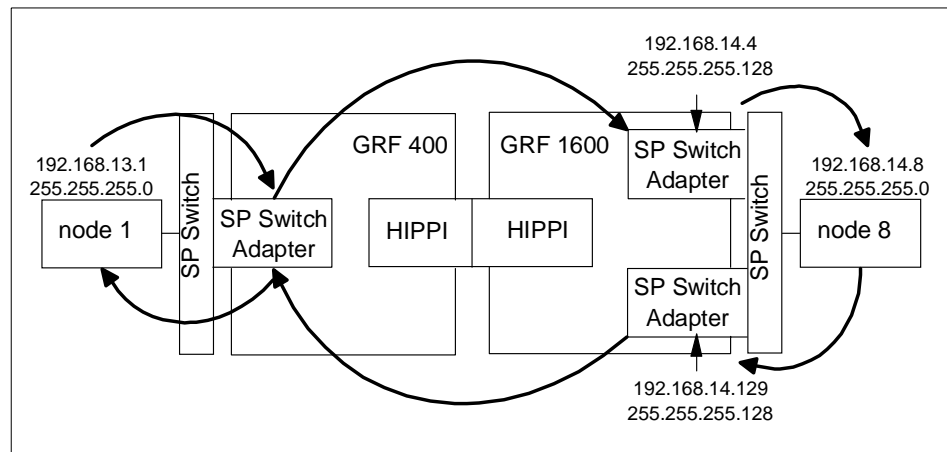 192.168.14.4
255.255.255.128
GRF 400
GRF 1600
SP Switch
Adapter
192.168.13.1
255.255.255.0
node 1
SP Switch
SP Switch
Adapter
HIPPI
HIPPI
SP Switch
192.168.14.8
255.255.255.0
node 8
SP Switch
Adapter
192.168.14.129
255.255.255.128